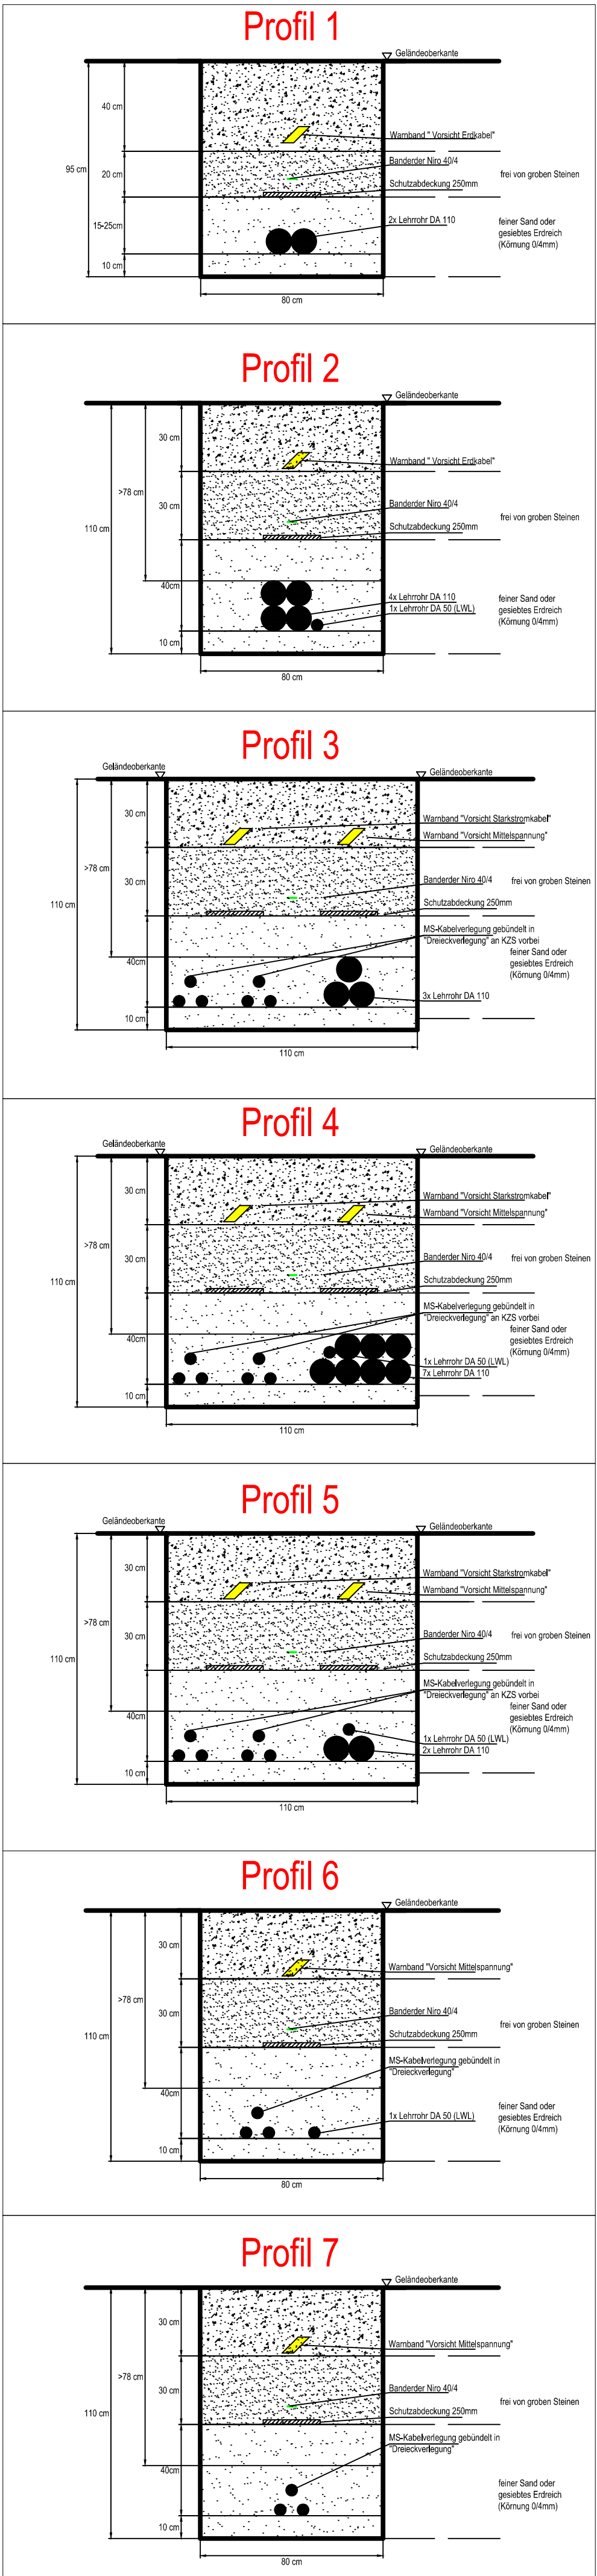 Profil 1
Geländeoberkante
40 cm
Warnband " Vorsicht Erdkabel"
Banderder Niro 40/4
95 cm
20 cm
frei von groben Steinen
Schutzabdeckung 250mm
15-25cm
2x Lehrrohr DA 110
feiner Sand oder
gesiebtes Erdreich
(Körnung 0/4mm)
10 cm
80 cm
Profil 2
Geländeoberkante
30 cm
Warnband " Vorsicht Erdkabel"
>78 cm
30 cm
Banderder Niro 40/4
frei von groben Steinen
110 cm
Schutzabdeckung 250mm
40cm
4x Lehrrohr DA 110
1x Lehrrohr DA 50 (LWL)
feiner Sand oder
gesiebtes Erdreich
(Körnung 0/4mm)
10 cm
80 cm
Profil 3
Geländeoberkante
Geländeoberkante
30 cm
Warnband "Vorsicht Starkstromkabel"
Warnband "Vorsicht Mittelspannung"
>78 cm
30 cm
Banderder Niro 40/4
frei von groben Steinen
110 cm
Schutzabdeckung 250mm
MS-Kabelverlegung gebündelt in
"Dreieckverlegung" an KZS vorbei
40cm
feiner Sand oder
gesiebtes Erdreich
(Körnung 0/4mm)
3x Lehrrohr DA 110
10 cm
110 cm
Profil 4
Geländeoberkante
Geländeoberkante
30 cm
Warnband "Vorsicht Starkstromkabel"
Warnband "Vorsicht Mittelspannung"
>78 cm
30 cm
Banderder Niro 40/4
frei von groben Steinen
110 cm
Schutzabdeckung 250mm
MS-Kabelverlegung gebündelt in
"Dreieckverlegung" an KZS vorbei
40cm
feiner Sand oder
gesiebtes Erdreich
(Körnung 0/4mm)
1x Lehrrohr DA 50 (LWL)
7x Lehrrohr DA 110
10 cm
110 cm
Profil 5
Geländeoberkante
Geländeoberkante
30 cm
Warnband "Vorsicht Starkstromkabel"
Warnband "Vorsicht Mittelspannung"
>78 cm
30 cm
Banderder Niro 40/4
frei von groben Steinen
110 cm
Schutzabdeckung 250mm
MS-Kabelverlegung gebündelt in
"Dreieckverlegung" an KZS vorbei
40cm
feiner Sand oder
gesiebtes Erdreich
(Körnung 0/4mm)
1x Lehrrohr DA 50 (LWL)
2x Lehrrohr DA 110
10 cm
110 cm
Profil 6
Geländeoberkante
30 cm
Warnband "Vorsicht Mittelspannung"
>78 cm
30 cm
Banderder Niro 40/4
frei von groben Steinen
110 cm
Schutzabdeckung 250mm
MS-Kabelverlegung gebündelt in
"Dreieckverlegung"
40cm
1x Lehrrohr DA 50 (LWL)
feiner Sand oder
gesiebtes Erdreich
(Körnung 0/4mm)
10 cm
80 cm
Profil 7
Geländeoberkante
30 cm
Warnband "Vorsicht Mittelspannung"
>78 cm
30 cm
Banderder Niro 40/4
frei von groben Steinen
110 cm
Schutzabdeckung 250mm
MS-Kabelverlegung gebündelt in
"Dreieckverlegung"
40cm
feiner Sand oder
gesiebtes Erdreich
(Körnung 0/4mm)
10 cm
80 cm